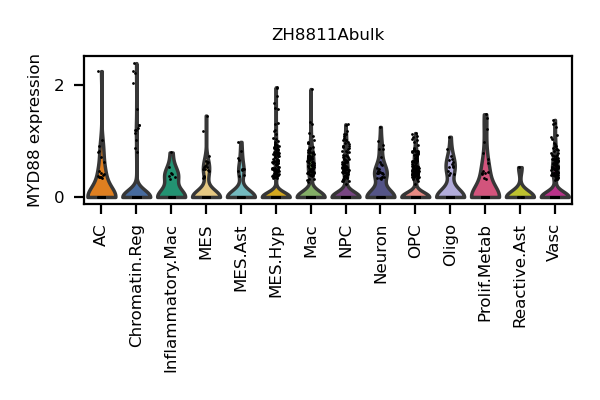 ZH8811Abulk
MYD88 expression
2
0
AC
Chromatin.Reg
Inflammatory.Mac
MES
MES.Ast
MES.Hyp
Mac
NPC
Neuron
OPC
Oligo
Prolif.Metab
Reactive.Ast
Vasc